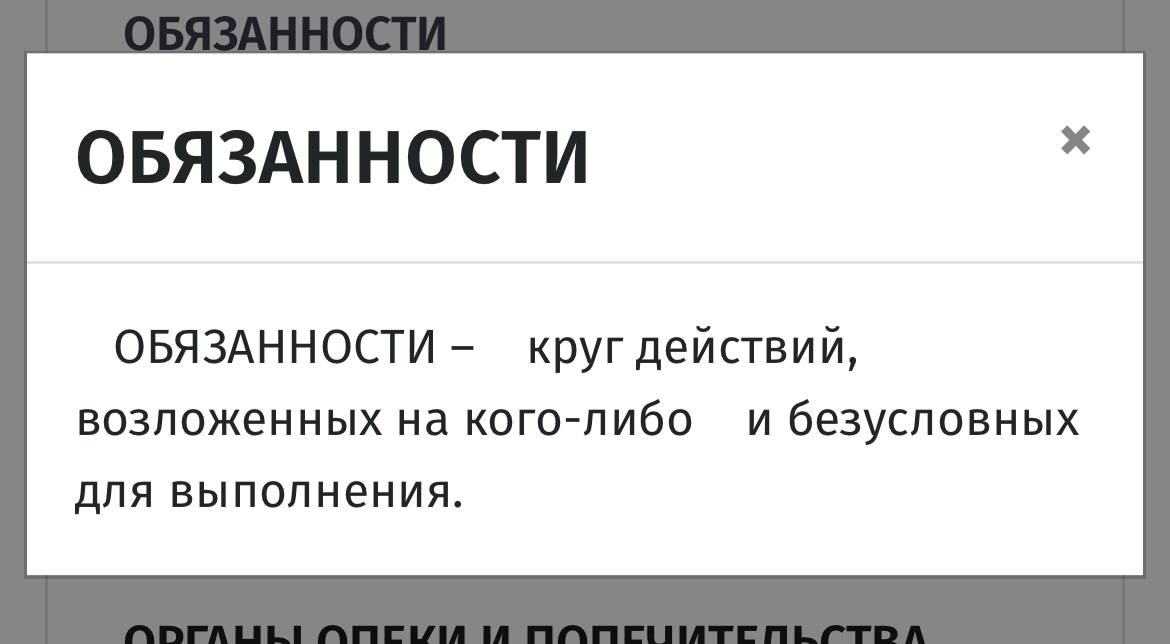 ОБЯЗАННОСТИ
ОБЯЗАННОСТИ
ОБЯЗАННОСТИ – круг действий,
возложенных на кого-либо и безусловных
для выполнения.
ОРГАНЫ ОПЕКИ И ПОПЕЧИТЕЛЬСТВА